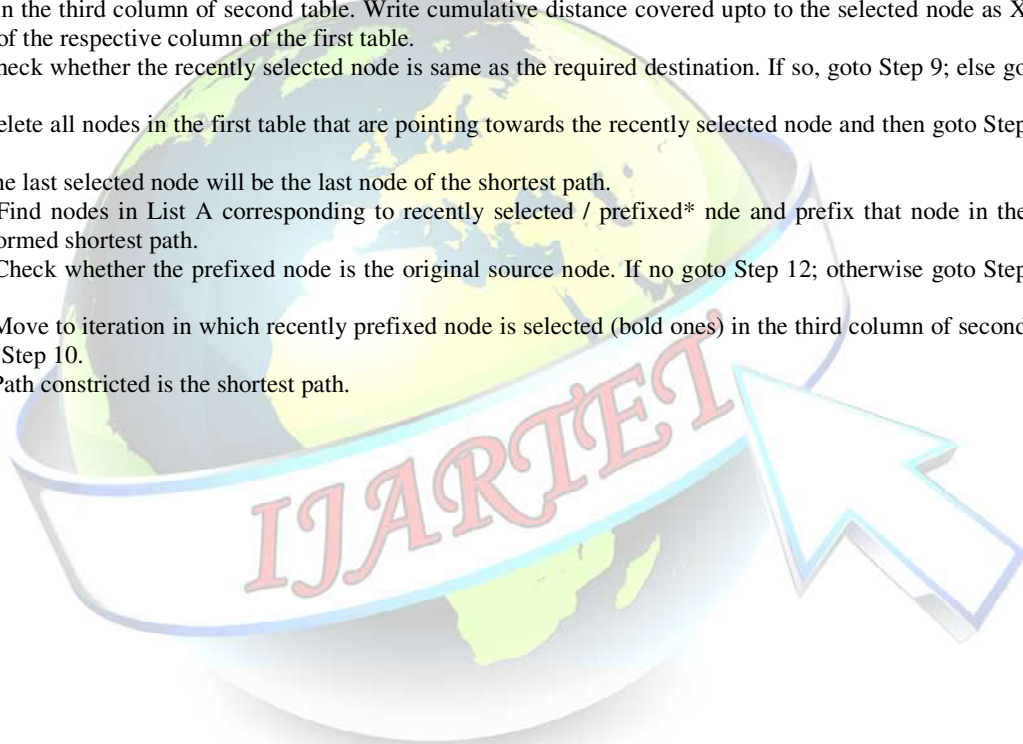 in the third column of second table. Write cumulative distance covered upto to the selected node as X
of the respective column of the first table.
heck whether the recently selected node is same as the required destination. If so, goto Step 9; else go
elete all nodes in the first table that are pointing towards the recently selected node and then goto Step
he last selected node will be the last node of the shortest path.
Find nodes in List A corresponding to recently selected / prefixed* nde and prefix that node in the
ormed shortest path.
Check whether the prefixed node is the original source node. If no goto Step 12; otherwise goto Step
Move to iteration in which recently prefixed node is selected (bold ones) in the third column of second
Step 10.
Path constricted is the shortest path.
IJARTET